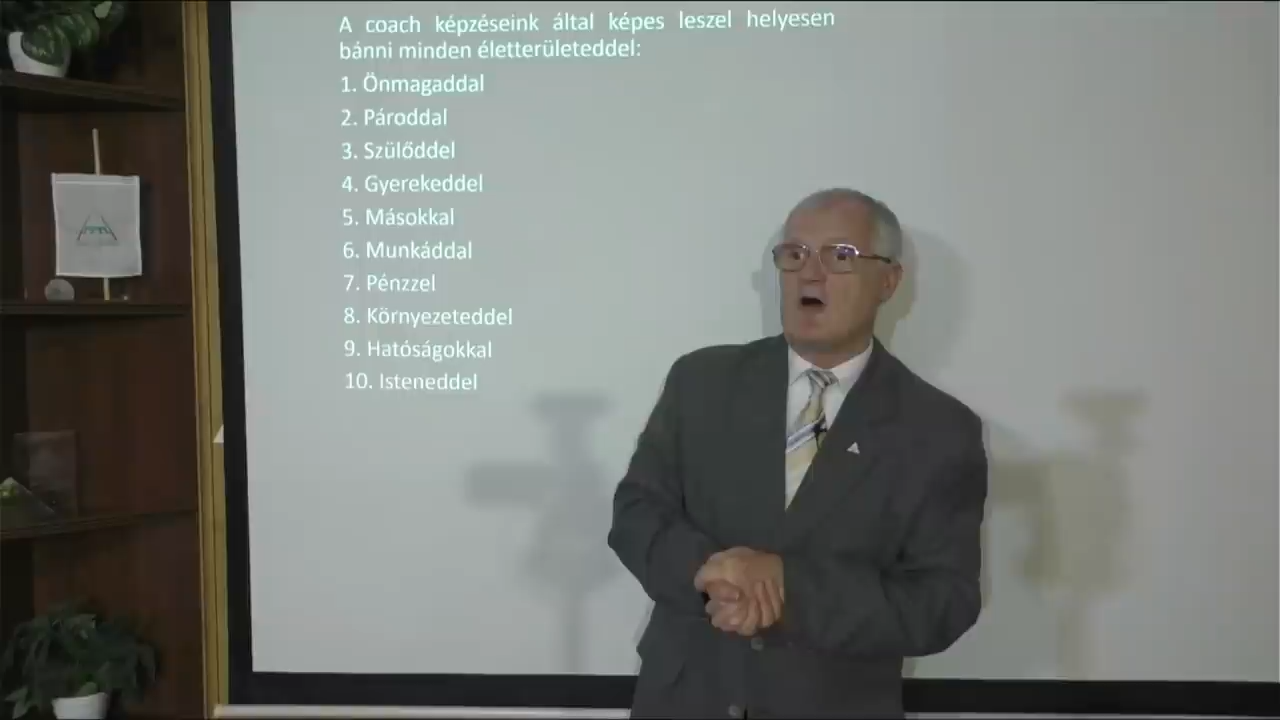 A coach képzéseink által képes leszel helyesen
bánni minden életterületeddel:
1. Önmagaddal
2. Pároddal
3. Szülőddel
4. Gyerekeddel
5. Másokkal
6. Munkáddal
7. Pénzzel
8. Környezeteddel
9. Hatóságokkal
10. Isteneddel